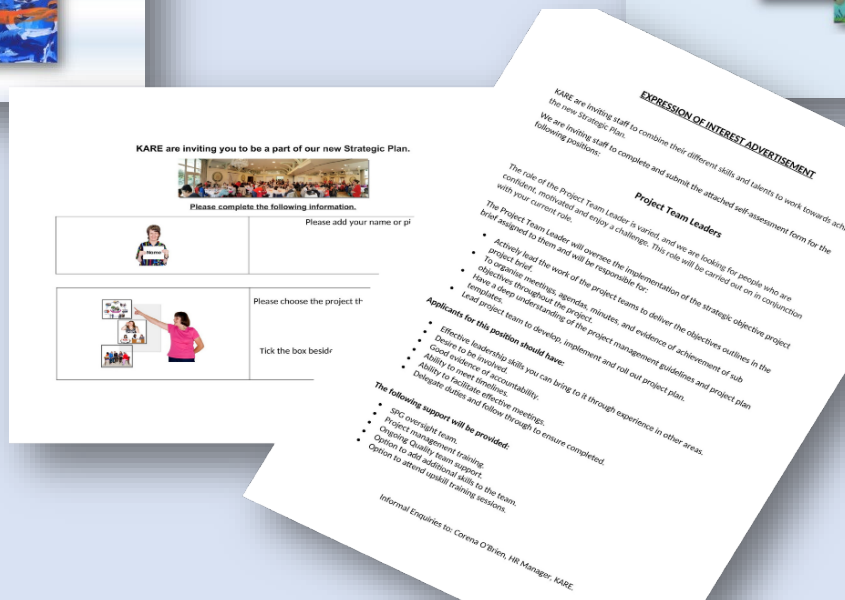 KARE are inviting you to be a part of our new Strategic Plan.
Please complete the following information.
Please add your name or pi
Name
Please choose the project th
Tick the box beside
EXPRESSION OF INTEREST ADVERTISEMENT
KARE are inviting staff to combine their different skills and talents to work towards ach
the new Strategic Plan.
We are inviting staff to complete and submit the attached self-assessment form for the
following positions:
Project Team Leaders
The role of the Project Team Leader is varied, and we are looking for people who are
confident, motivated and enjoy a challenge. This role will be carried out on in conjunction
with your current role.
The Project Team Leader will oversee the implementation of the strategic objective project
brief assigned to them and will be responsible for:
• Actively lead the work of the project teams to deliver the objectives outlines in the
project brief.
• To organise meetings, agendas, minutes, and evidence of achievement of sub
objectives throughout the project.
• Have a deep understanding of the project management guidelines and project plan
templates.
• Lead project team to develop, implement and roll out project plan.
Applicants for this position should have:
• Effective leadership skills you can bring to it through experience in other areas.
• Desire to be involved.
• Good evidence of accountability.
• Ability to meet timelines.
• Ability to facilitate effective meetings.
• Delegate duties and follow through to ensure completed.
The following support will be provided:
• SPG oversight team.
• Project management training.
• Ongoing Quality team support.
• Option to add additional skills to the team.
• Option to attend upskill training sessions.
Informal Enquiries to: Corena O'Brien, HR Manager, KARE.